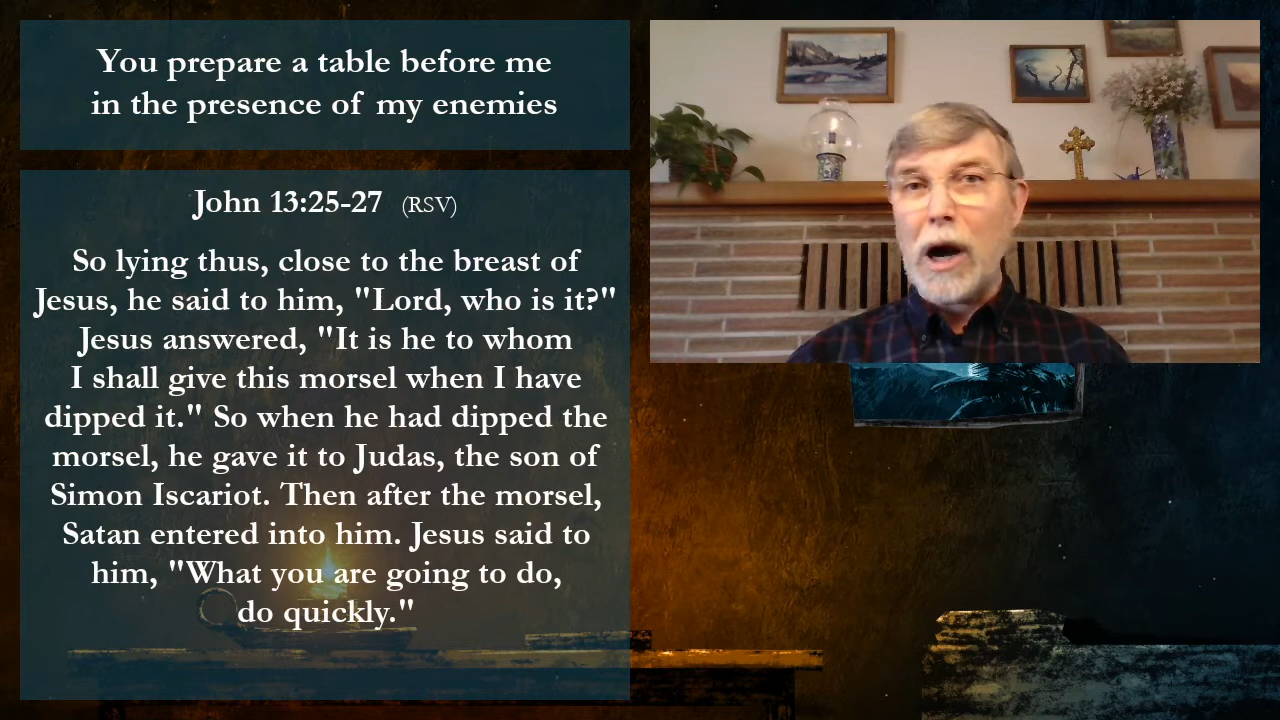 You prepare a table before me
in the presence of my enemies
John 13:25-27 (RSV)
So lying thus, close to the breast of
Jesus, he said to him, "Lord, who is it?"
Jesus answered, "It is he to whom
I shall give this morsel when I have
dipped it." So when he had dipped the
morsel, he gave it to Judas, the son of
Simon Iscariot. Then after the morsel,
Satan entered into him. Jesus said to
him, "What you are going to do,
do quickly."